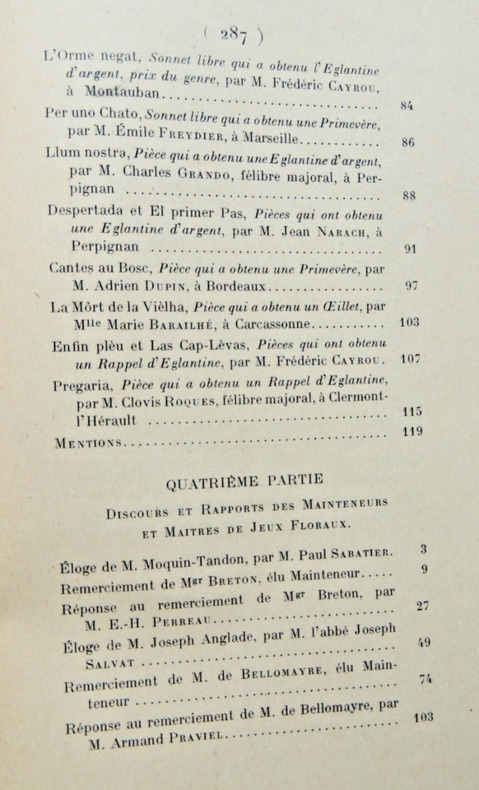 ( 287 )
L'Orme negat, Sonnet libre qui a obtenu l'Eglantine
d'argent, prix du genre, par M. Frédéric CAYROU,
à Montauban.................................... 84
Per uno Chato, Sonnet libre qui a obtenu une Primevère,
par M. Émile FREYDIER, à Marseille............ 86
Llum nostra, Pièce qui a obtenu une Eglantine d'argent,
par M. Charles GRANDO, félibre majoral, à Per-
pignan .................................... 88
Despertada et El primer Pas, Pièces qui ont obtenu
une Eglantine d'argent, par M. Jean NARACH, à
Perpignan .................................... 91
Cantes au Bosc, Pièce qui a obtenu une Primevère, par
M. Adrien DUPIN, à Bordeaux................. 97
La Môrt de la Vièlha, Pièce qui a obtenu un Œillet, par
Mlle Marie BARAILHÉ, à Carcassonne........... 103
Enfin plèu et Las Cap-Lèvas, Pièces qui ont obtenu
un Rappel d'Eglantine, par M. Frédéric CAYROU. 107
Pregaria, Pièce qui a obtenu un Rappel d'Eglantine,
par M. Clovis ROQUES, félibre majoral, à Clermont-
l'Hérault .................................... 115
MENTIONS.................................... 119
QUATRIÈME PARTIE
DISCOURS ET RAPPORTS DES MAINTENEURS
ET MAITRES DE JEUX FLORAUX.
Éloge de M. Moquin-Tandon, par M. Paul SABATIER. 3
Remerciement de Mgr BRETON, élu Mainteneur..... 9
Réponse au remerciement de Mgr Breton, par
M. E.-H. PERREAU........................ 27
Éloge de M. Joseph Anglade, par M. l'abbé Joseph
SALVAT .................................... 49
Remerciement de M. de BELLOMAYRE, élu Main-
teneur .................................... 74
Réponse au remerciement de M. de Bellomayre, par
M. Armand PRAVIEL........................ 103